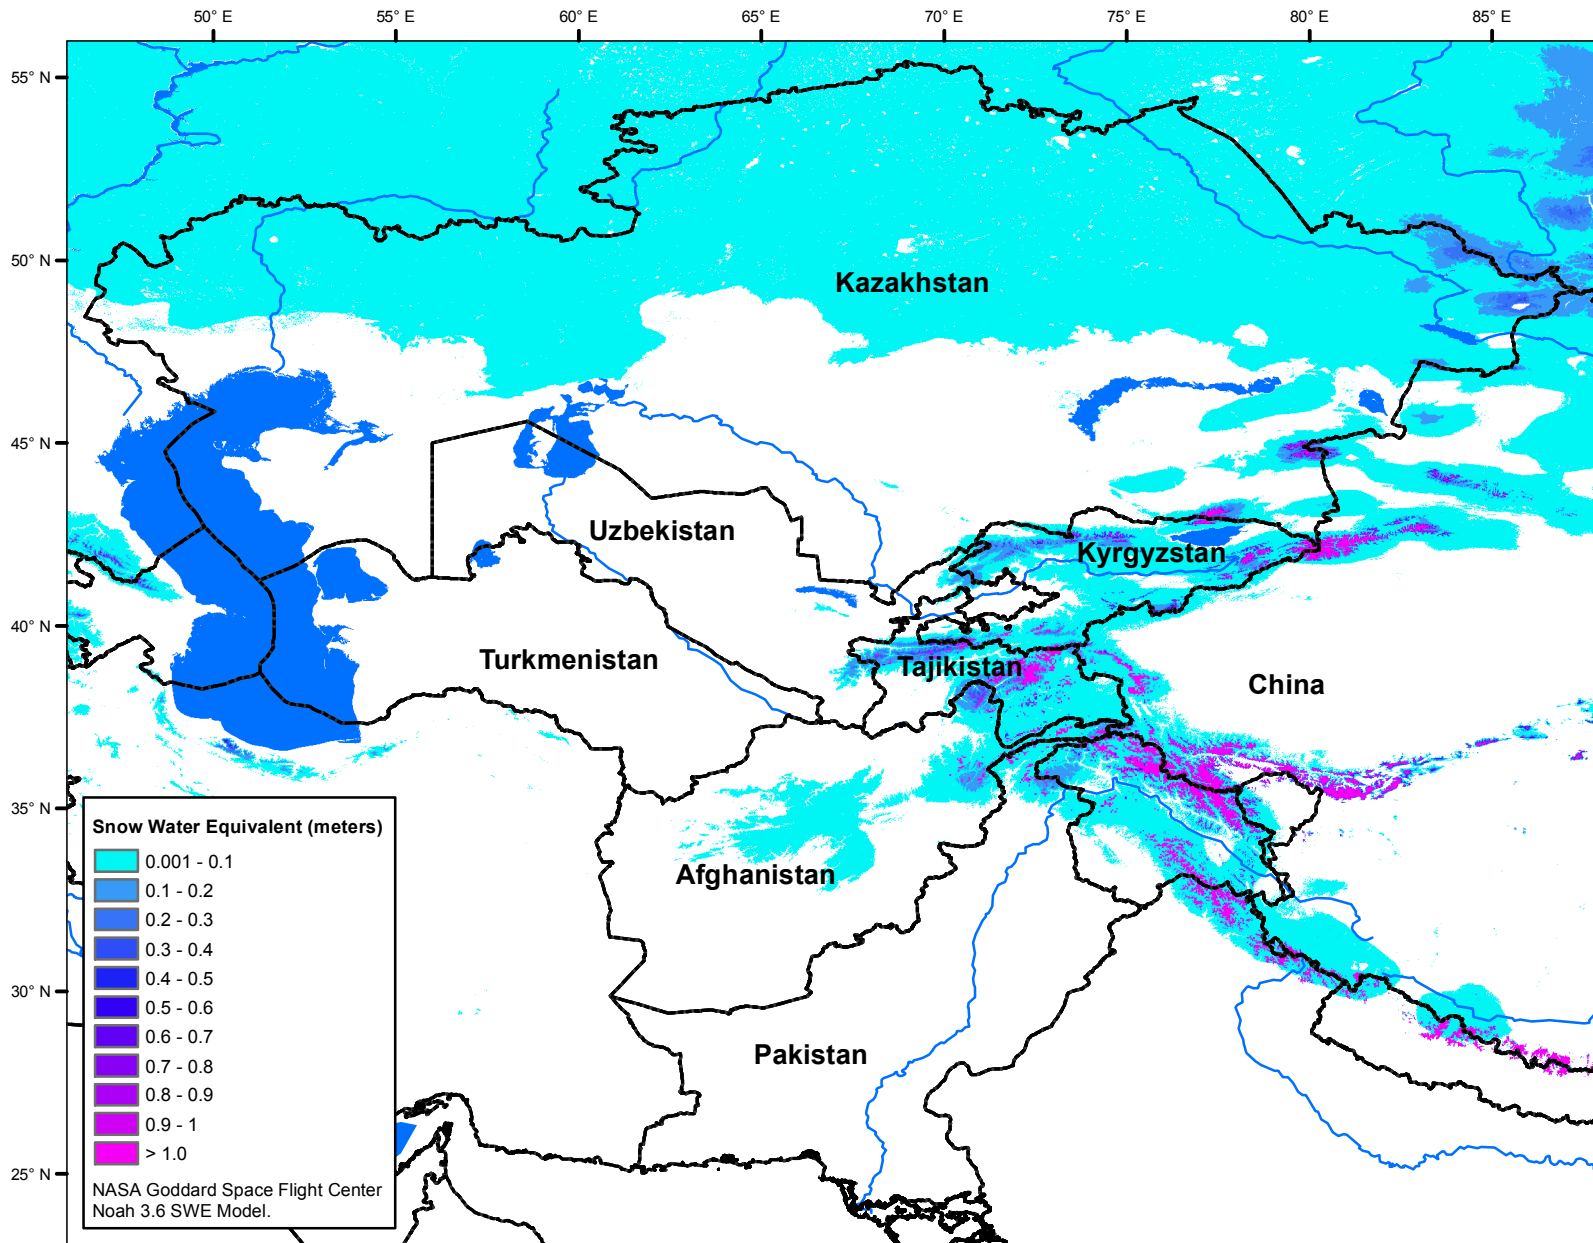 50° E
55° E
60° E
65° E
70° E
75° E
80° E
85° E
55° N
50° N
45° N
40° N
35° N
30° N
25° N
Kazakhstan
Uzbekistan
Kyrgyzstan
Turkmenistan
Tajikistan
China
Afghanistan
Pakistan
Snow Water Equivalent (meters)
0.001 - 0.1
0.1 - 0.2
0.2 - 0.3
0.3 - 0.4
0.4 - 0.5
0.5 - 0.6
0.6 - 0.7
0.7 - 0.8
0.8 - 0.9
0.9 - 1
> 1.0
NASA Goddard Space Flight Center
Noah 3.6 SWE Model.